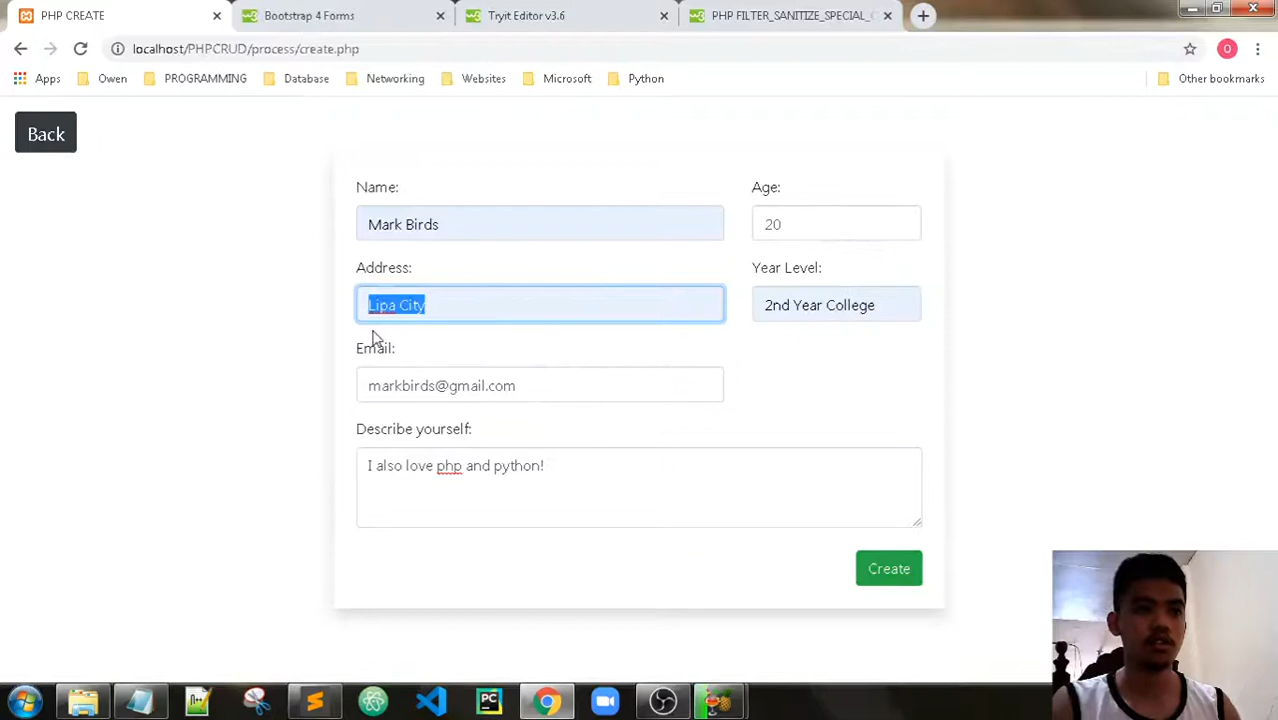 PHP CREATE
Bootstrap 4 Forms
Tryit Editor v3.6
PHP FILTER_SANITIZE_SPECIAL_C
localhost/PHPCRUD/process/create.php
O
Apps
Owen
PROGRAMMING
Database
Networking
Websites
Microsoft
Python
Other bookmarks
Back
Name:
Age:
Mark Birds
20
Address:
Year Level:
Lipa City
2nd Year College
Email:
markbirds@gmail.com
Describe yourself:
I also love php and python!
Create
PC